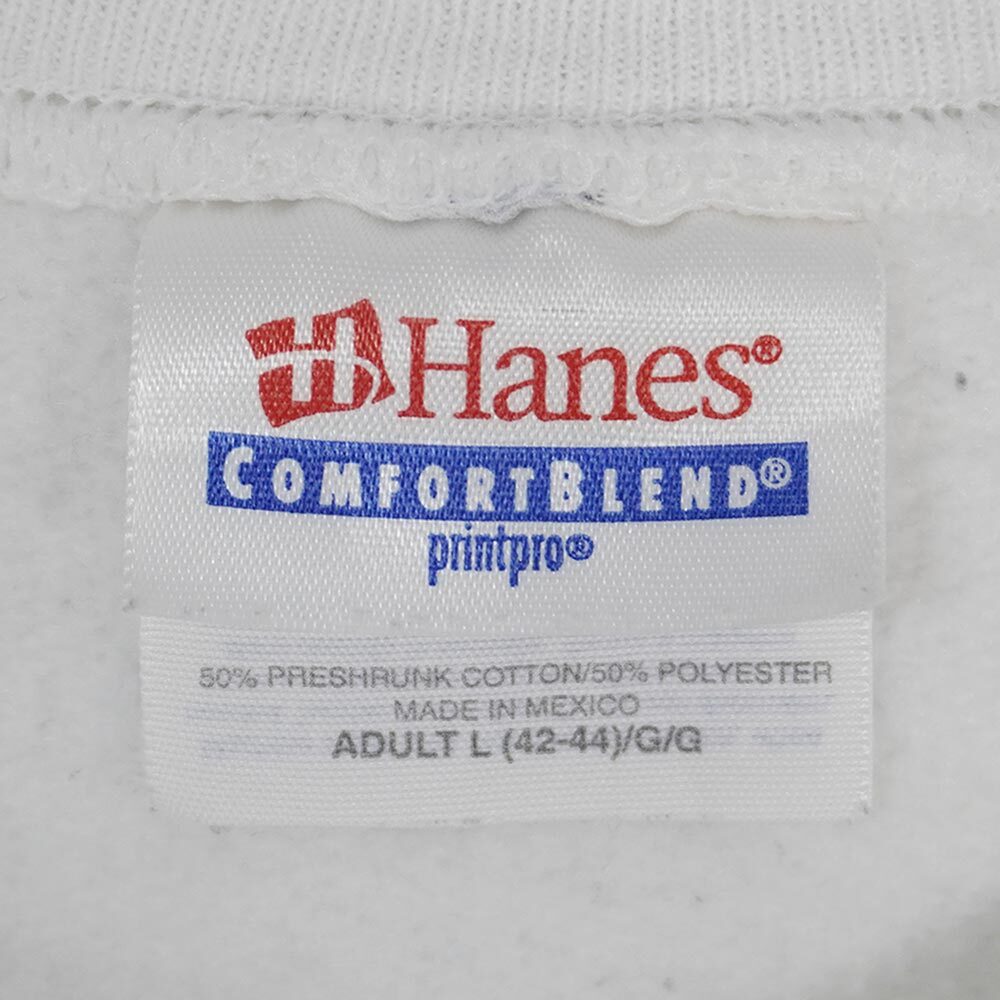 H Hanes®
COMFORTBLEND®
printpro®
50% PRESHRUNK COTTON/50% POLYESTER
MADE IN MEXICO
ADULT L (42-44)/G/G